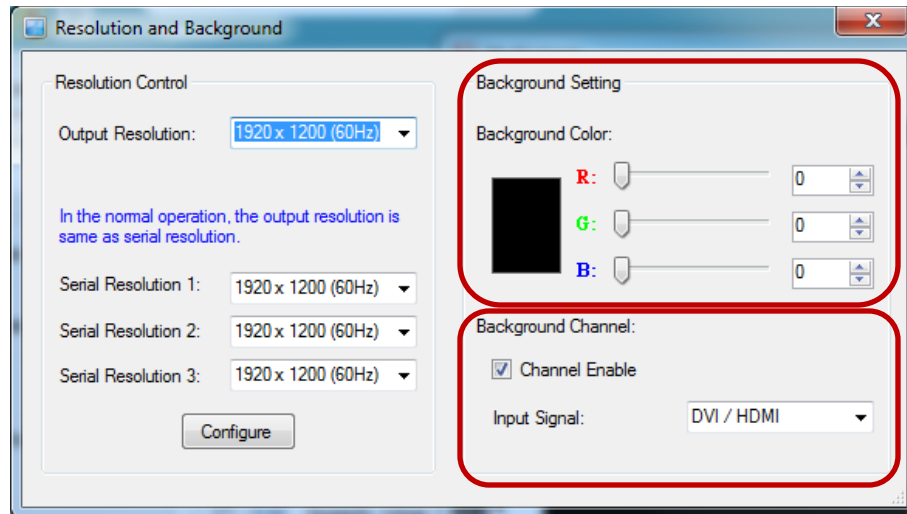 Resolution and Background
Resolution Control
Output Resolution: 1920 x 1200 (60Hz)
In the normal operation, the output resolution is
same as serial resolution.
Serial Resolution 1: 1920 x 1200 (60Hz)
Serial Resolution 2: 1920 x 1200 (60Hz)
Serial Resolution 3: 1920 x 1200 (60Hz)
Configure
Background Setting
Background Color:
R: 0
G: 0
B: 0
Background Channel:
Channel Enable
Input Signal: DVI / HDMI